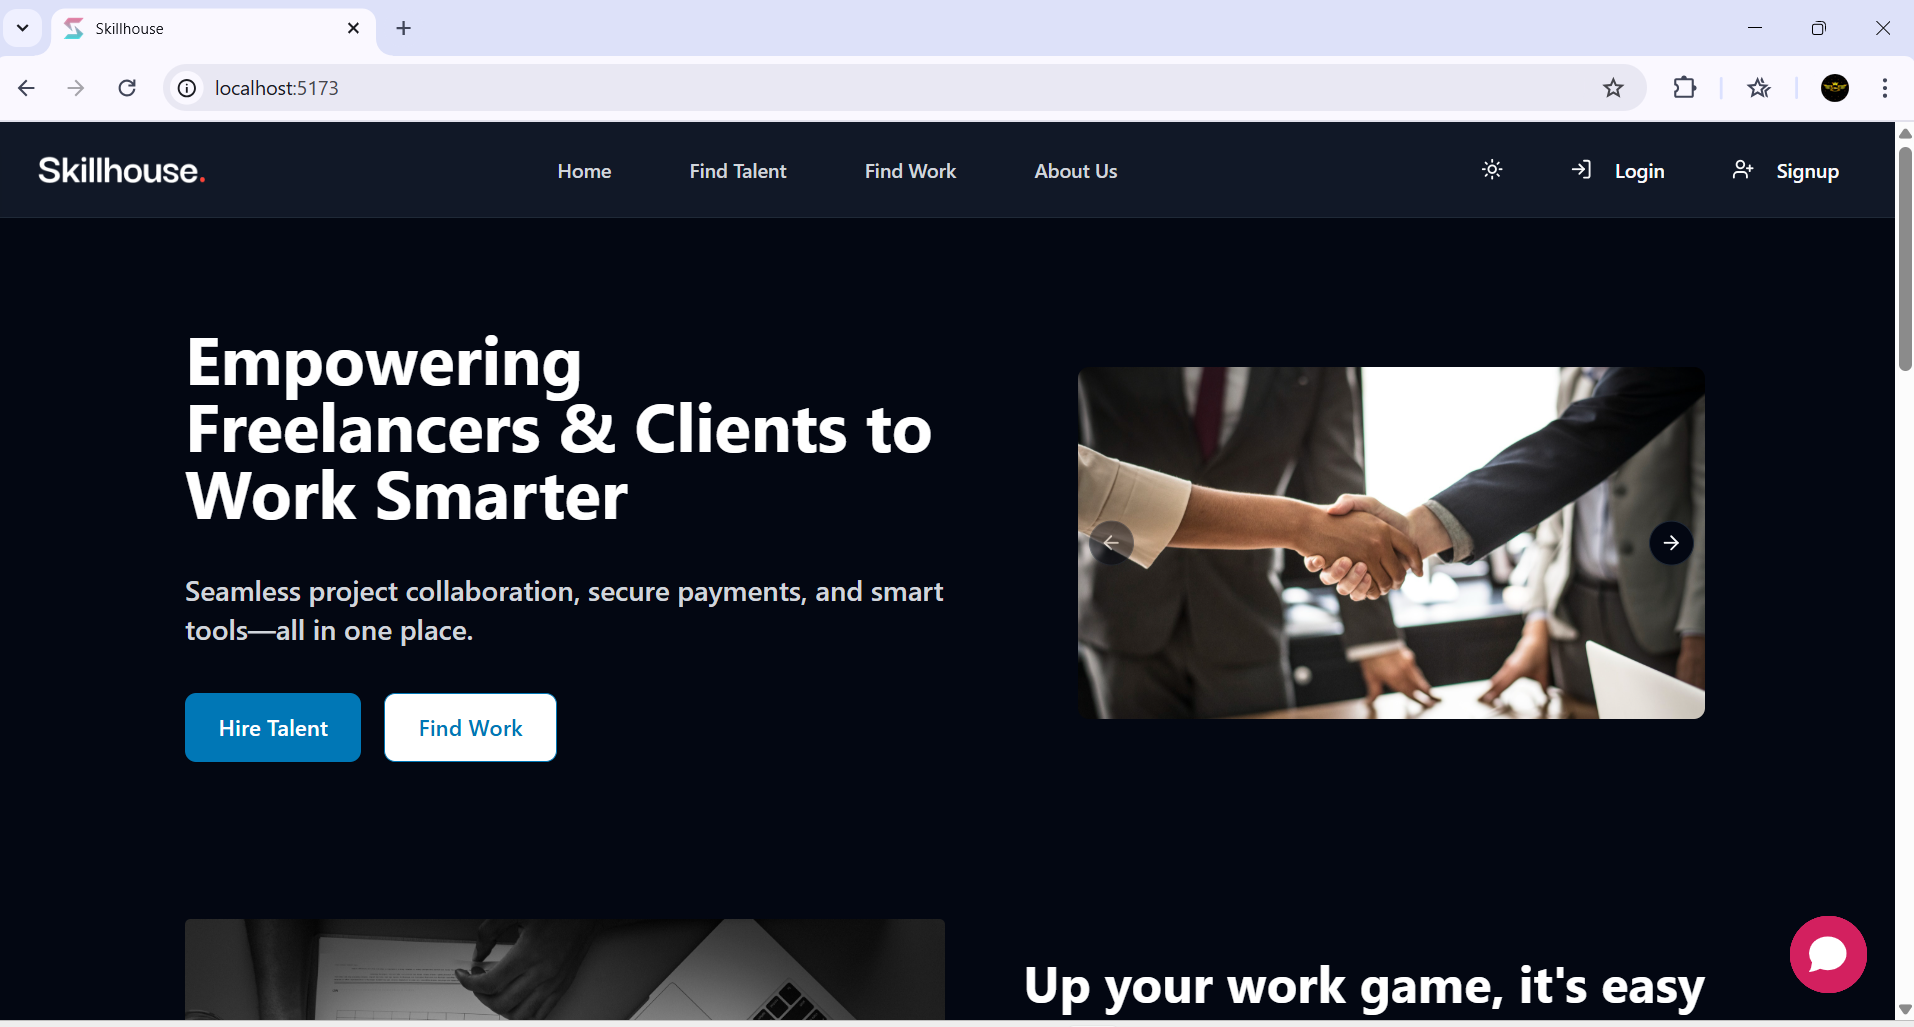 Skillhouse
localhost:5173
Skillhouse.
Home
Find Talent
Find Work
About Us
Login
Signup
Empowering
Freelancers & Clients to
Work Smarter
Seamless project collaboration, secure payments, and smart
tools—all in one place.
Hire Talent
Find Work
Up your work game, it's easy